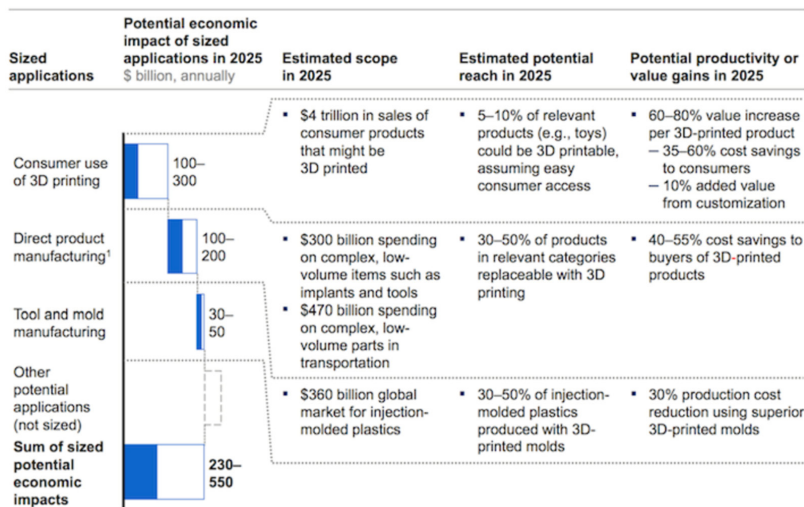 Sized
applications
Potential economic
impact of sized
applications in 2025
$ billion, annually
Estimated scope
in 2025
Estimated potential
reach in 2025
Potential productivity or
value gains in 2025
Consumer use
of 3D printing
100–
300
▪ $4 trillion in sales of
consumer products
that might be
3D printed
▪ 5–10% of relevant
products (e.g., toys)
could be 3D printable,
assuming easy
consumer access
▪ 60–80% value increase
per 3D-printed product
– 35–60% cost savings
to consumers
– 10% added value
from customization
Direct product
manufacturing¹
100–
200
▪ $300 billion spending
on complex, low-
volume items such as
implants and tools
▪ $470 billion spending
on complex, low-
volume parts in
transportation
▪ 30–50% of products
in relevant categories
replaceable with 3D
printing
▪ 40–55% cost savings to
buyers of 3D-printed
products
Tool and mold
manufacturing
30–
50
▪ $360 billion global
market for injection-
molded plastics
▪ 30–50% of injection-
molded plastics
produced with 3D-
printed molds
▪ 30% production cost
reduction using superior
3D-printed molds
Other
potential
applications
(not sized)
Sum of sized
potential
economic
impacts
230–
550